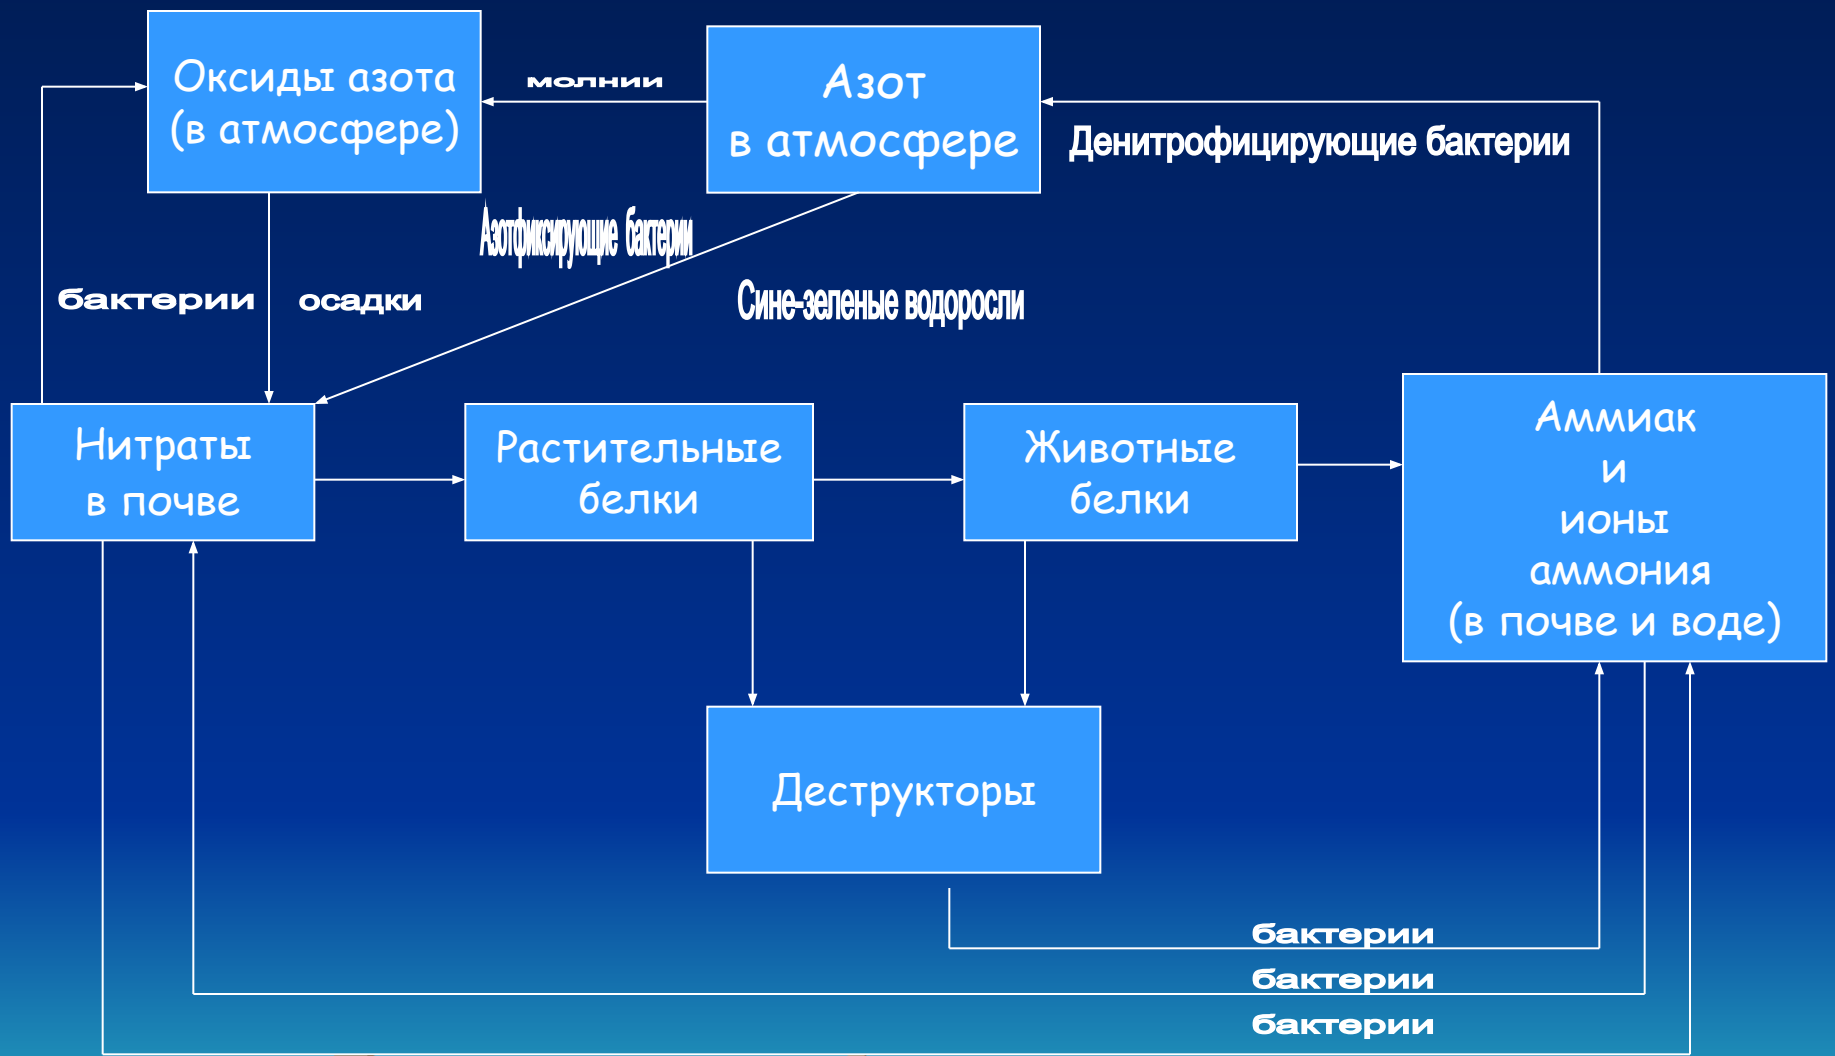 Оксиды азота
(в атмосфере)
молнии
Азот
в атмосфере
Денитрофицирующие бактерии
Азотфиксирующие бактерии
Сине-зеленые водоросли
бактерии
осадки
Нитраты
в почве
Растительные
белки
Животные
белки
Аммиак
и
ионы
аммония
(в почве и воде)
Деструкторы
бактерии
бактерии
бактерии